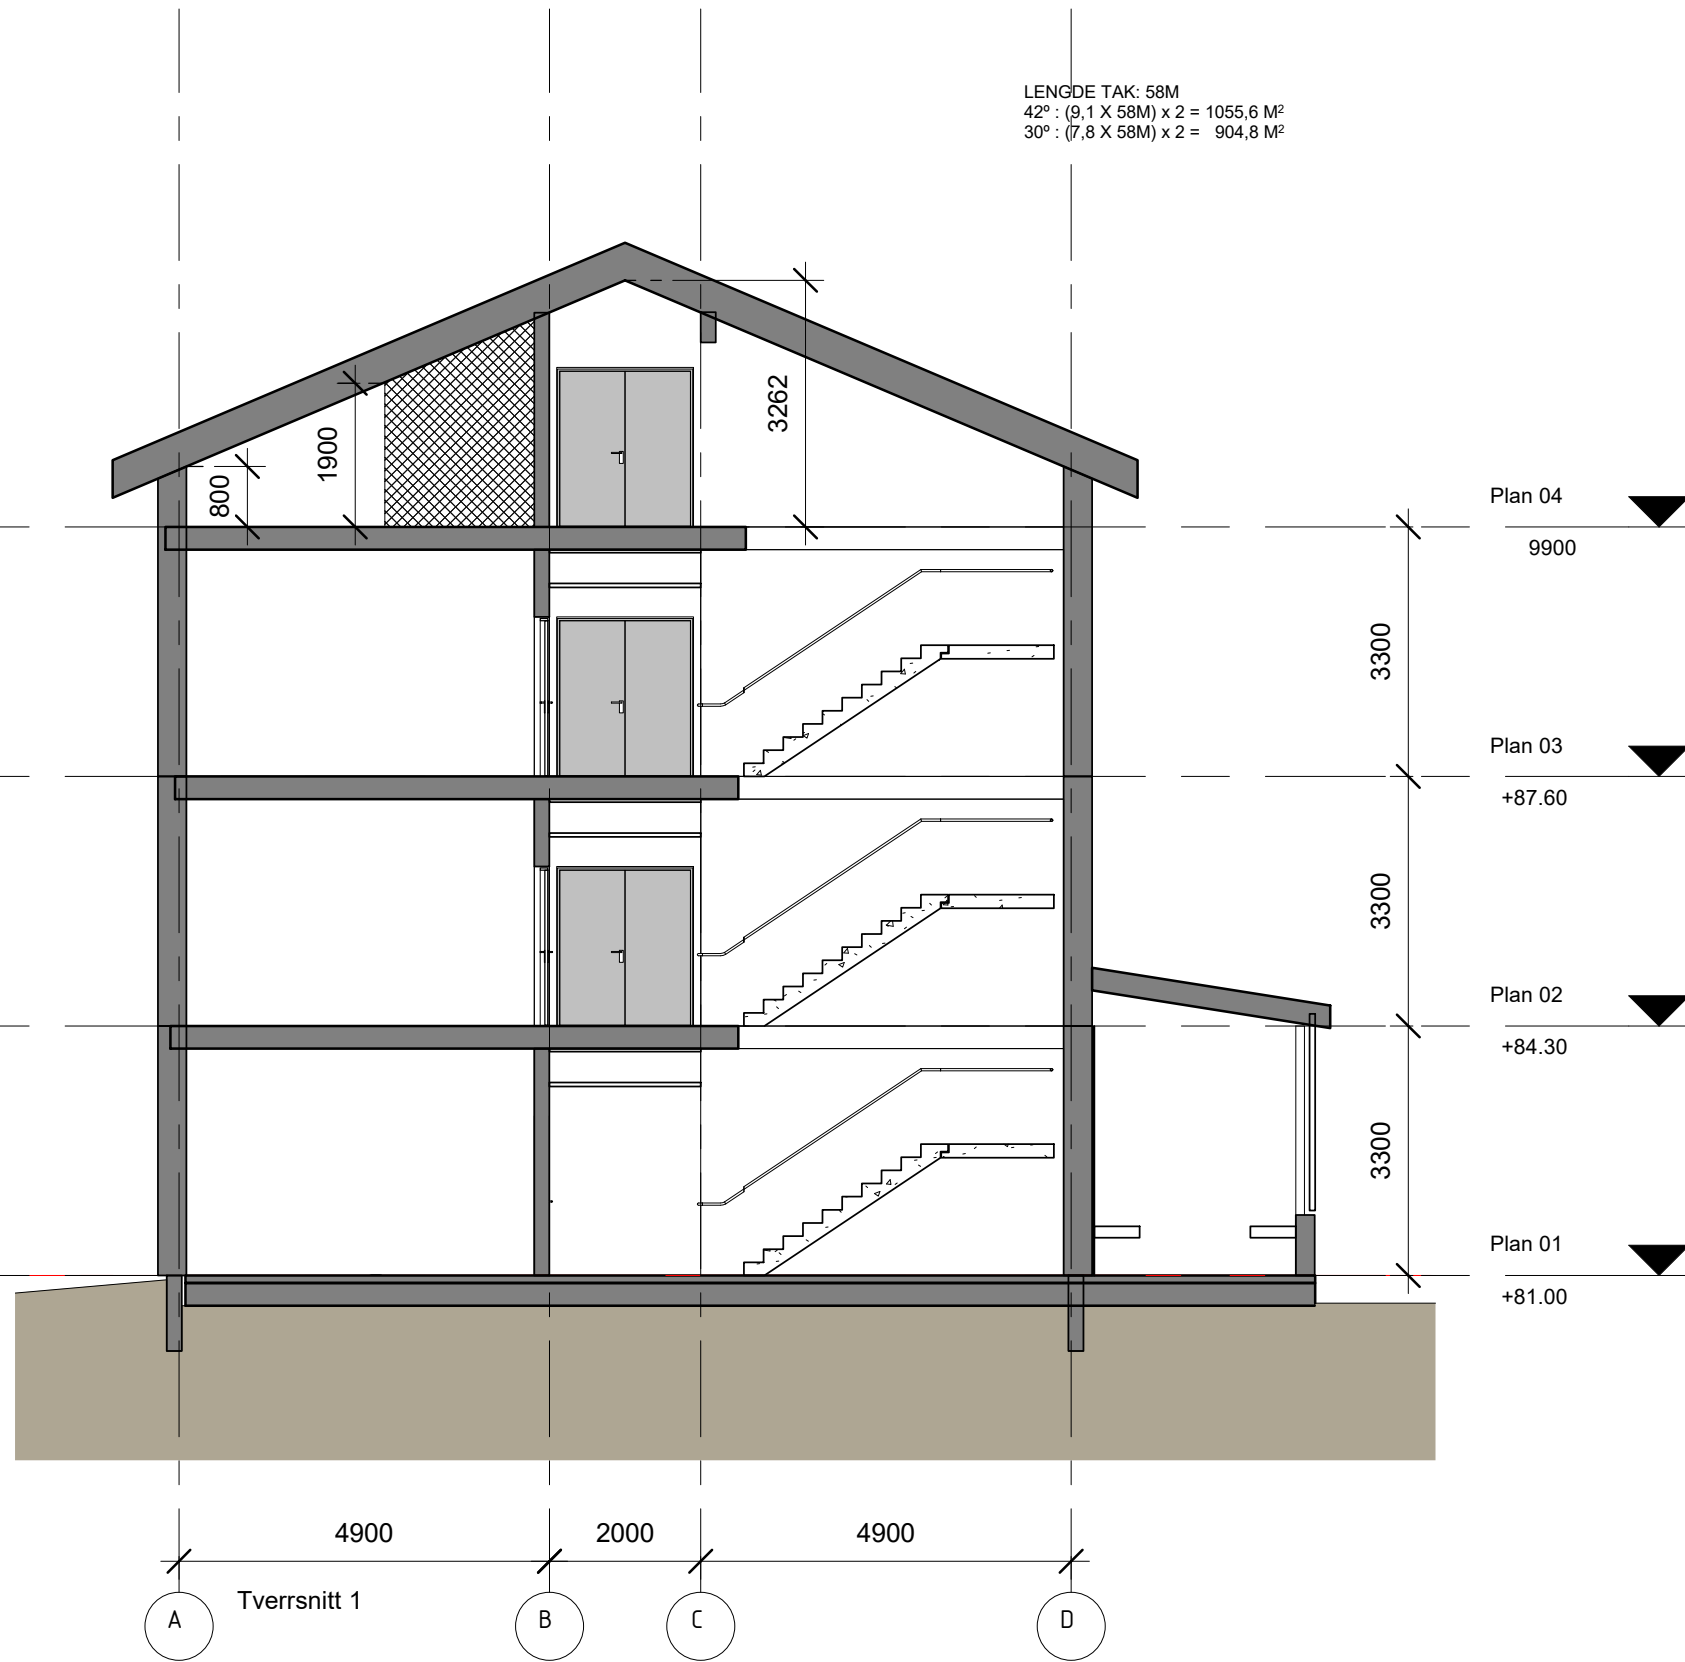 LENGDE TAK: 58M
42º : (9,1 X 58M) x 2 = 1055,6 M²
30º : (7,8 X 58M) x 2 = 904,8 M²
3262
1900
800
Plan 04
9900
3300
Plan 03
+87.60
3300
Plan 02
+84.30
3300
Plan 01
+81.00
4900
2000
4900
Tverrsnitt 1
A
B
C
D